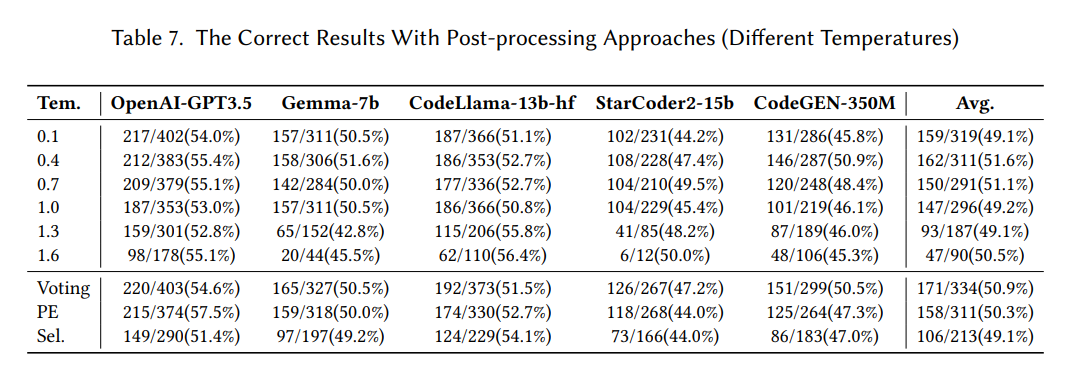 Table 7. The Correct Results With Post-processing Approaches (Different Temperatures)
Tem. OpenAI-GPT3.5 Gemma-7b CodeLlama-13b-hf StarCoder2-15b CodeGEN-350M Avg.
0.1 217/402(54.0%) 157/311(50.5%) 187/366(51.1%) 102/231(44.2%) 131/286(45.8%) 159/319(49.1%)
0.4 212/383(55.4%) 158/306(51.6%) 186/353(52.7%) 108/228(47.4%) 146/287(50.9%) 162/311(51.6%)
0.7 209/379(55.1%) 142/284(50.0%) 177/336(52.7%) 104/210(49.5%) 120/248(48.4%) 150/291(51.1%)
1.0 187/353(53.0%) 157/311(50.5%) 186/366(50.8%) 104/229(45.4%) 101/219(46.1%) 147/296(49.2%)
1.3 159/301(52.8%) 65/152(42.8%) 115/206(55.8%) 41/85(48.2%) 87/189(46.0%) 93/187(49.1%)
1.6 98/178(55.1%) 20/44(45.5%) 62/110(56.4%) 6/12(50.0%) 48/106(45.3%) 47/90(50.5%)
Voting 220/403(54.6%) 165/327(50.5%) 192/373(51.5%) 126/267(47.2%) 151/299(50.5%) 171/334(50.9%)
PE 215/374(57.5%) 159/318(50.0%) 174/330(52.7%) 118/268(44.0%) 125/264(47.3%) 158/311(50.3%)
Sel. 149/290(51.4%) 97/197(49.2%) 124/229(54.1%) 73/166(44.0%) 86/183(47.0%) 106/213(49.1%)